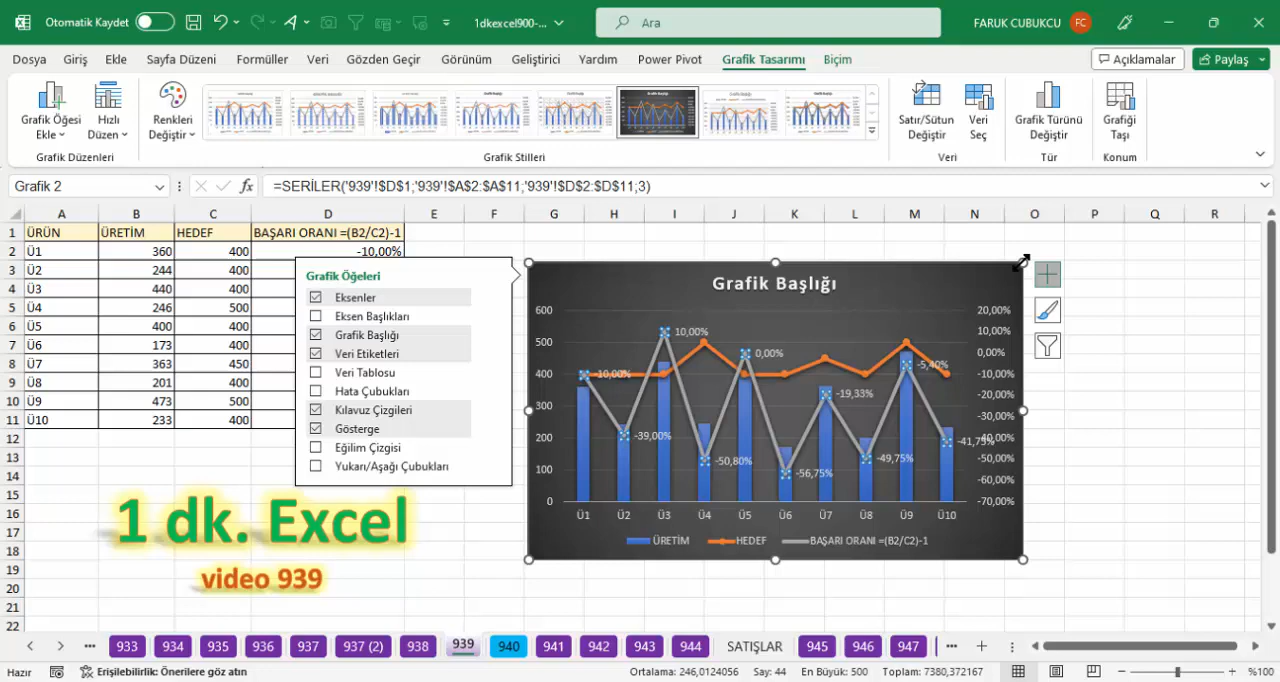 Otomatik Kaydet
1dkexcel900-...
Ara
FARUK CUBUKCU
FC
Dosya Giriş Ekle Sayfa Düzeni Formüller Veri Gözden Geçir Görünüm Geliştirici Yardım Power Pivot Grafik Tasarımı Biçim
Açıklamalar
Paylaş
Grafik Öğesi Ekle
Hızlı Düzen
Renkleri Değiştir
Satır/Sütun Değiştir
Veri Seç
Grafik Türünü Değiştir
Grafiği Taşı
Grafik Düzenleri
Grafik Stilleri
Veri
Tür
Konum
Grafik 2
fx
=SERİLER('939'!$D$1;'939'!$A$2:$A$11;'939'!$D$2:$D$11;3)
A B C D E F G H I J K L M N O P Q R
1 ÜRÜN ÜRETİM HEDEF BAŞARI ORANI =(B2/C2)-1
2 Ü1 360 400 -10,00%
3 Ü2 244 400
4 Ü3 440 400
5 Ü4 246 500
6 Ü5 400 400
7 Ü6 173 400
8 Ü7 363 450
9 Ü8 201 400
10 Ü9 473 500
11 Ü10 233 400
12
13
14
15
16
17
18
19
20
21
22
Grafik Öğeleri
Eksenler
Eksen Başlıkları
Grafik Başlığı
Veri Etiketleri
Veri Tablosu
Hata Çubukları
Kılavuz Çizgileri
Gösterge
Eğilim Çizgisi
Yukarı/Aşağı Çubukları
Grafik Başlığı
600
500
400
300
200
100
0
20,00%
10,00%
0,00%
-10,00%
-20,00%
-30,00%
-40,00%
-50,00%
-60,00%
-70,00%
-10,00%
-39,00%
10,00%
-50,80%
0,00%
-56,75%
-19,33%
-49,75%
-5,40%
-41,75%
Ü1 Ü2 Ü3 Ü4 Ü5 Ü6 Ü7 Ü8 Ü9 Ü10
ÜRETİM HEDEF BAŞARI ORANI =(B2/C2)-1
1 dk. Excel
video 939
933 934 935 936 937 937 (2) 938 939 940 941 942 943 944 SATIŞLAR 945 946 947
Hazır
Erişilebilirlik: Önerilere göz atın
Ortalama: 246,0124056 Say: 44 En Büyük: 500 Toplam: 7380,372167
%100